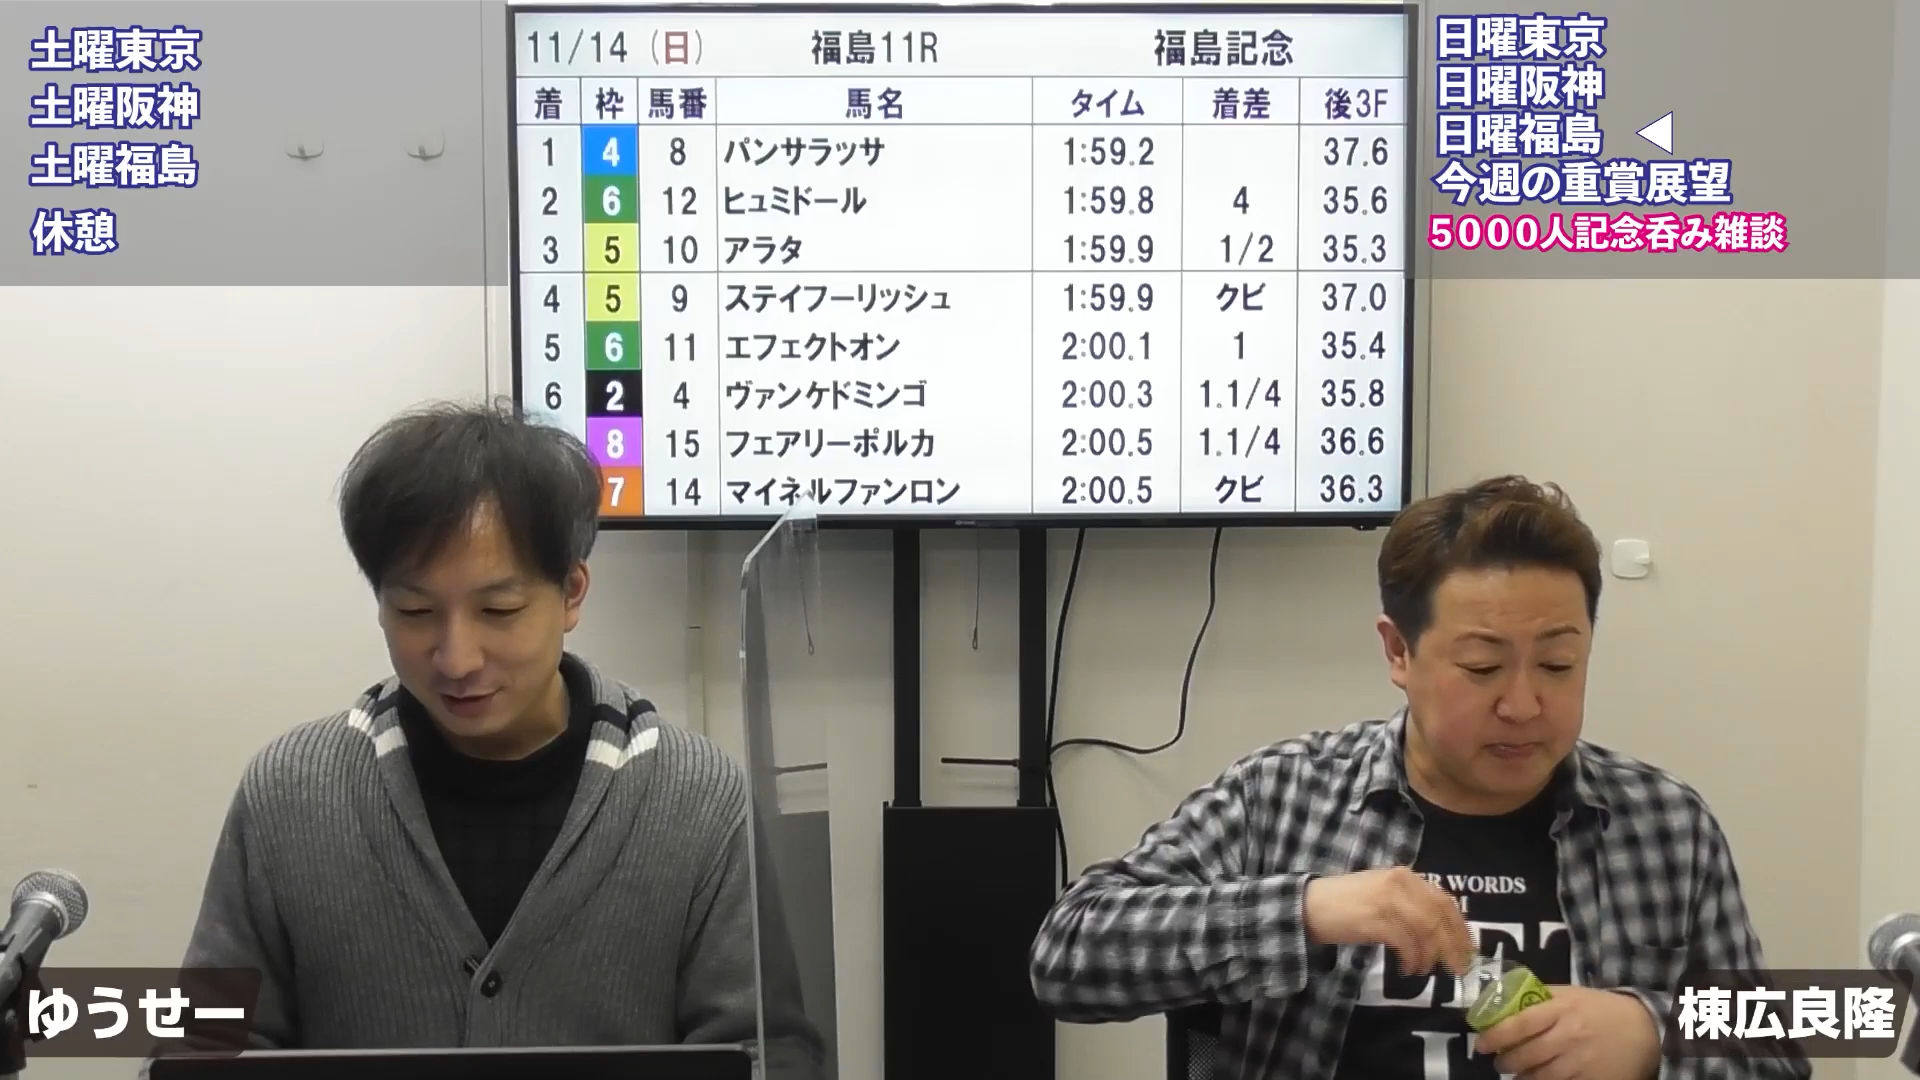 土曜東京
土曜阪神
土曜福島
休憩
11/14 (日) 福島11R 福島記念
着 枠 馬番 馬名 タイム 着差 後3F
1 4 8 パンサラッサ 1:59.2 37.6
2 6 12 ヒュミドール 1:59.8 4 35.6
3 5 10 アラタ 1:59.9 1/2 35.3
4 5 9 ステイフーリッシュ 1:59.9 クビ 37.0
5 6 11 エフェクトオン 2:00.1 1 35.4
6 2 4 ヴァンケドミンゴ 2:00.3 1.1/4 35.8
8 15 フェアリーポルカ 2:00.5 1.1/4 36.6
7 14 マイネルファンロン 2:00.5 クビ 36.3
日曜東京
日曜阪神
日曜福島 ◀
今週の重賞展望
5000人記念呑み雑談
WORDS
ゆうせー
棟広良隆